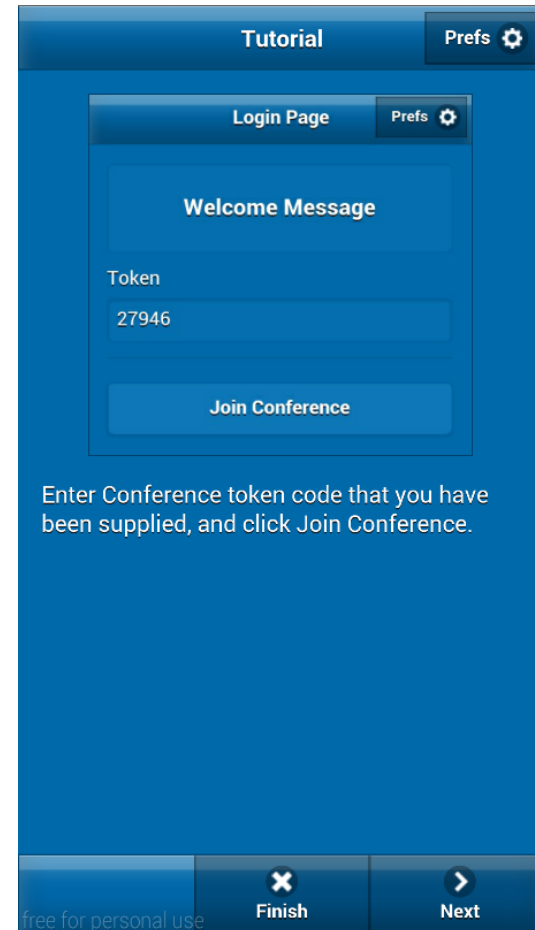 Tutorial
Prefs
Login Page
Prefs
Welcome Message
Token
27946
Join Conference
Enter Conference token code that you have
been supplied, and click Join Conference.
free for personal use
Finish
Next